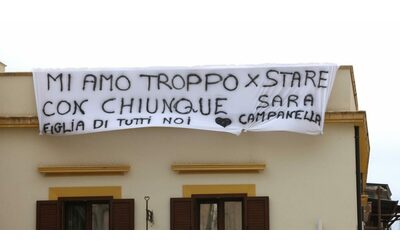 MI AMO TROPPO X STARE
CON CHIUNQUE SARA
FIGLIA DI TUTTI NOI CAMPANELLA